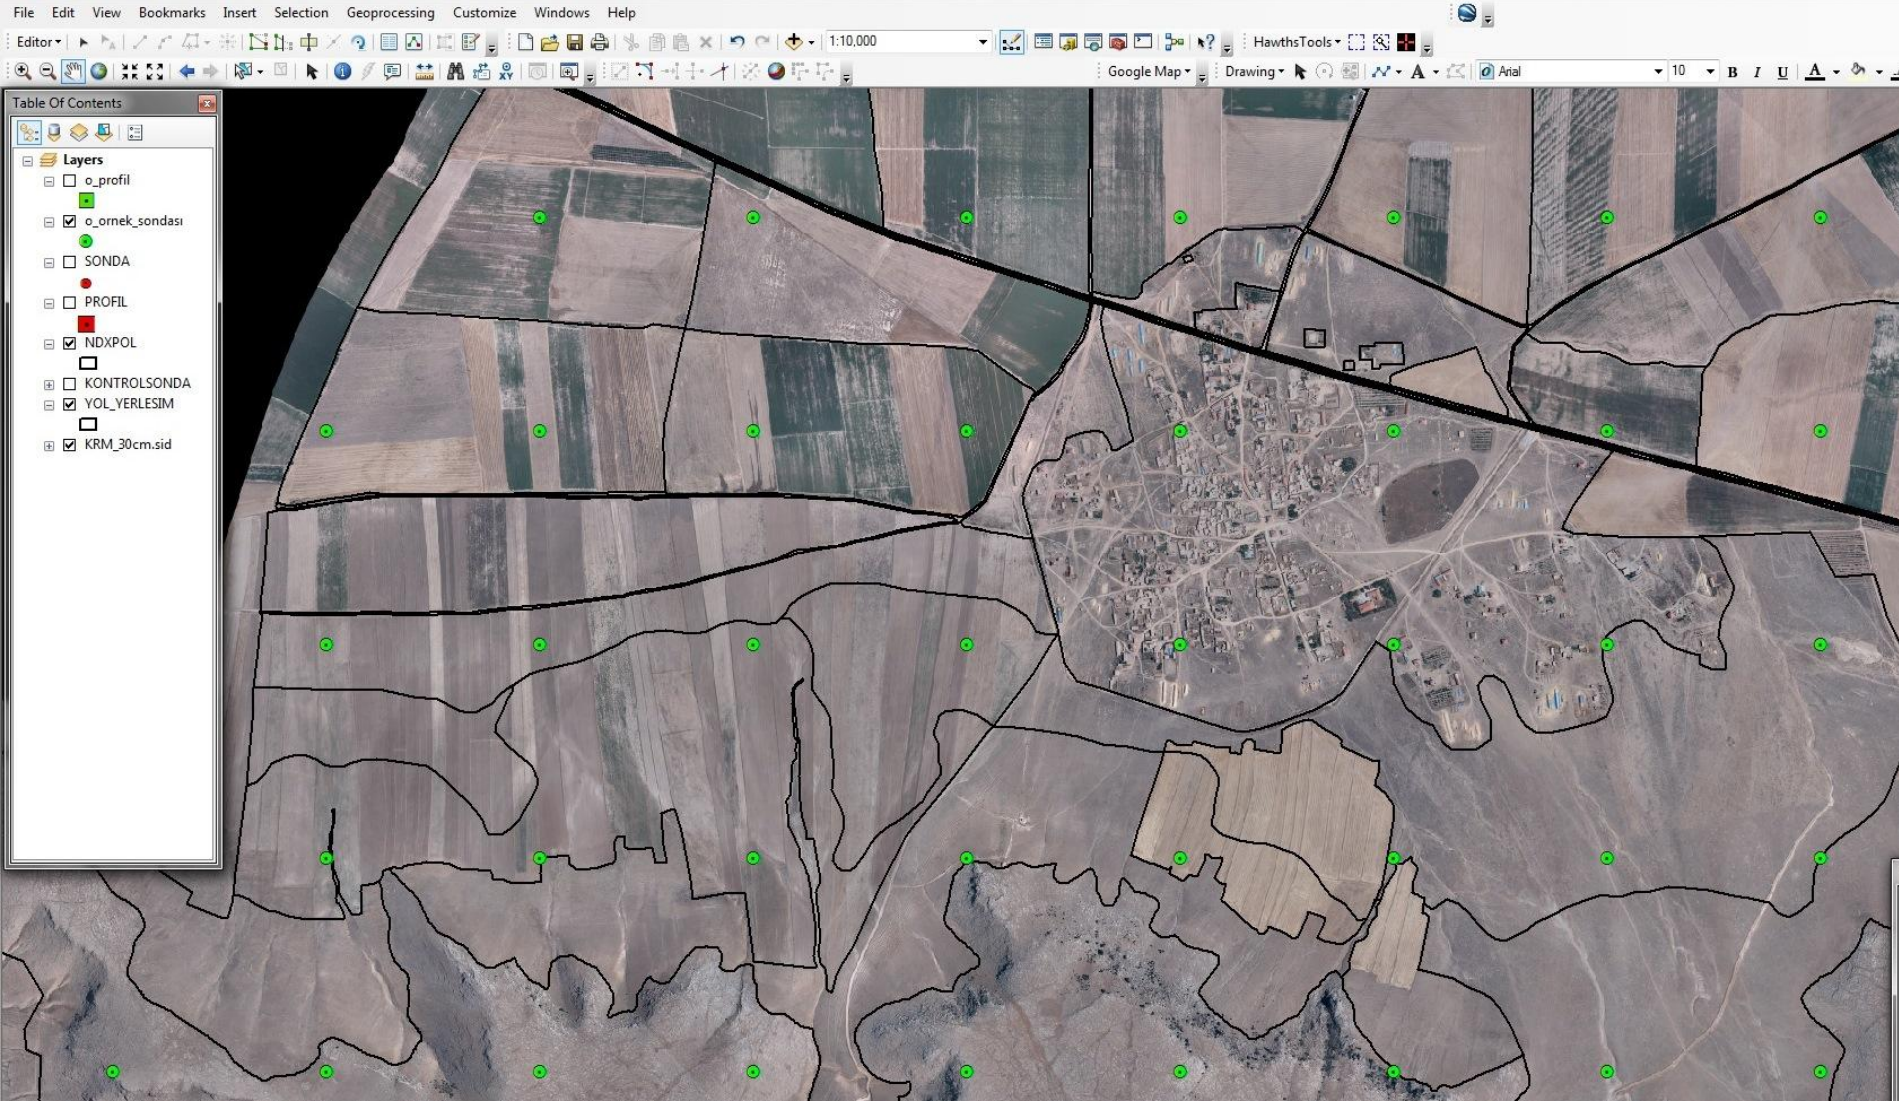 File Edit View Bookmarks Insert Selection Geoprocessing Customize Windows Help
Editor 1:10,000 HawthsTools
Google Map Drawing A Arial 10 B I U A
Table Of Contents
Layers
o_profil
o_ornek_sondası
SONDA
PROFIL
NDXPOL
KONTROLSONDA
YOL_YERLESIM
KRM_30cm.sid